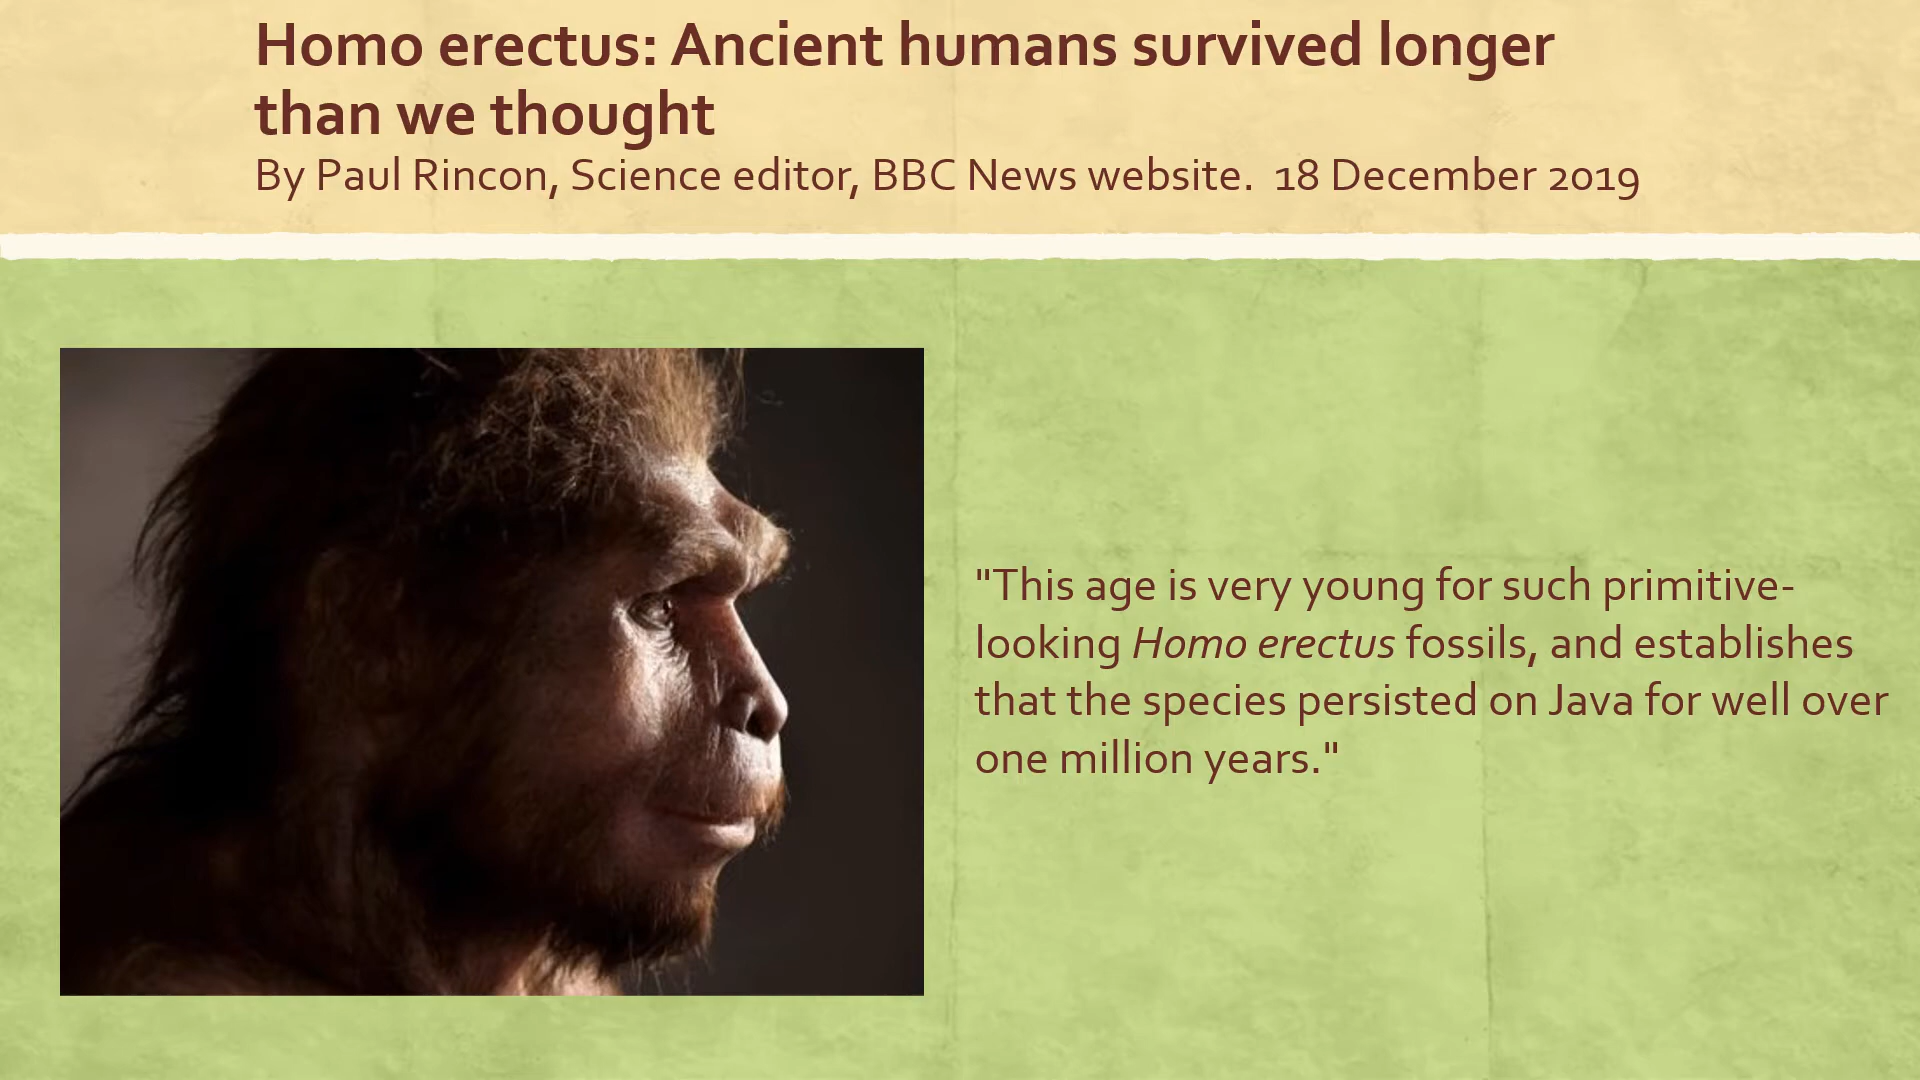 Homo erectus: Ancient humans survived longer
than we thought
By Paul Rincon, Science editor, BBC News website.  18 December 2019
"This age is very young for such primitive-
looking Homo erectus fossils, and establishes
that the species persisted on Java for well over
one million years."